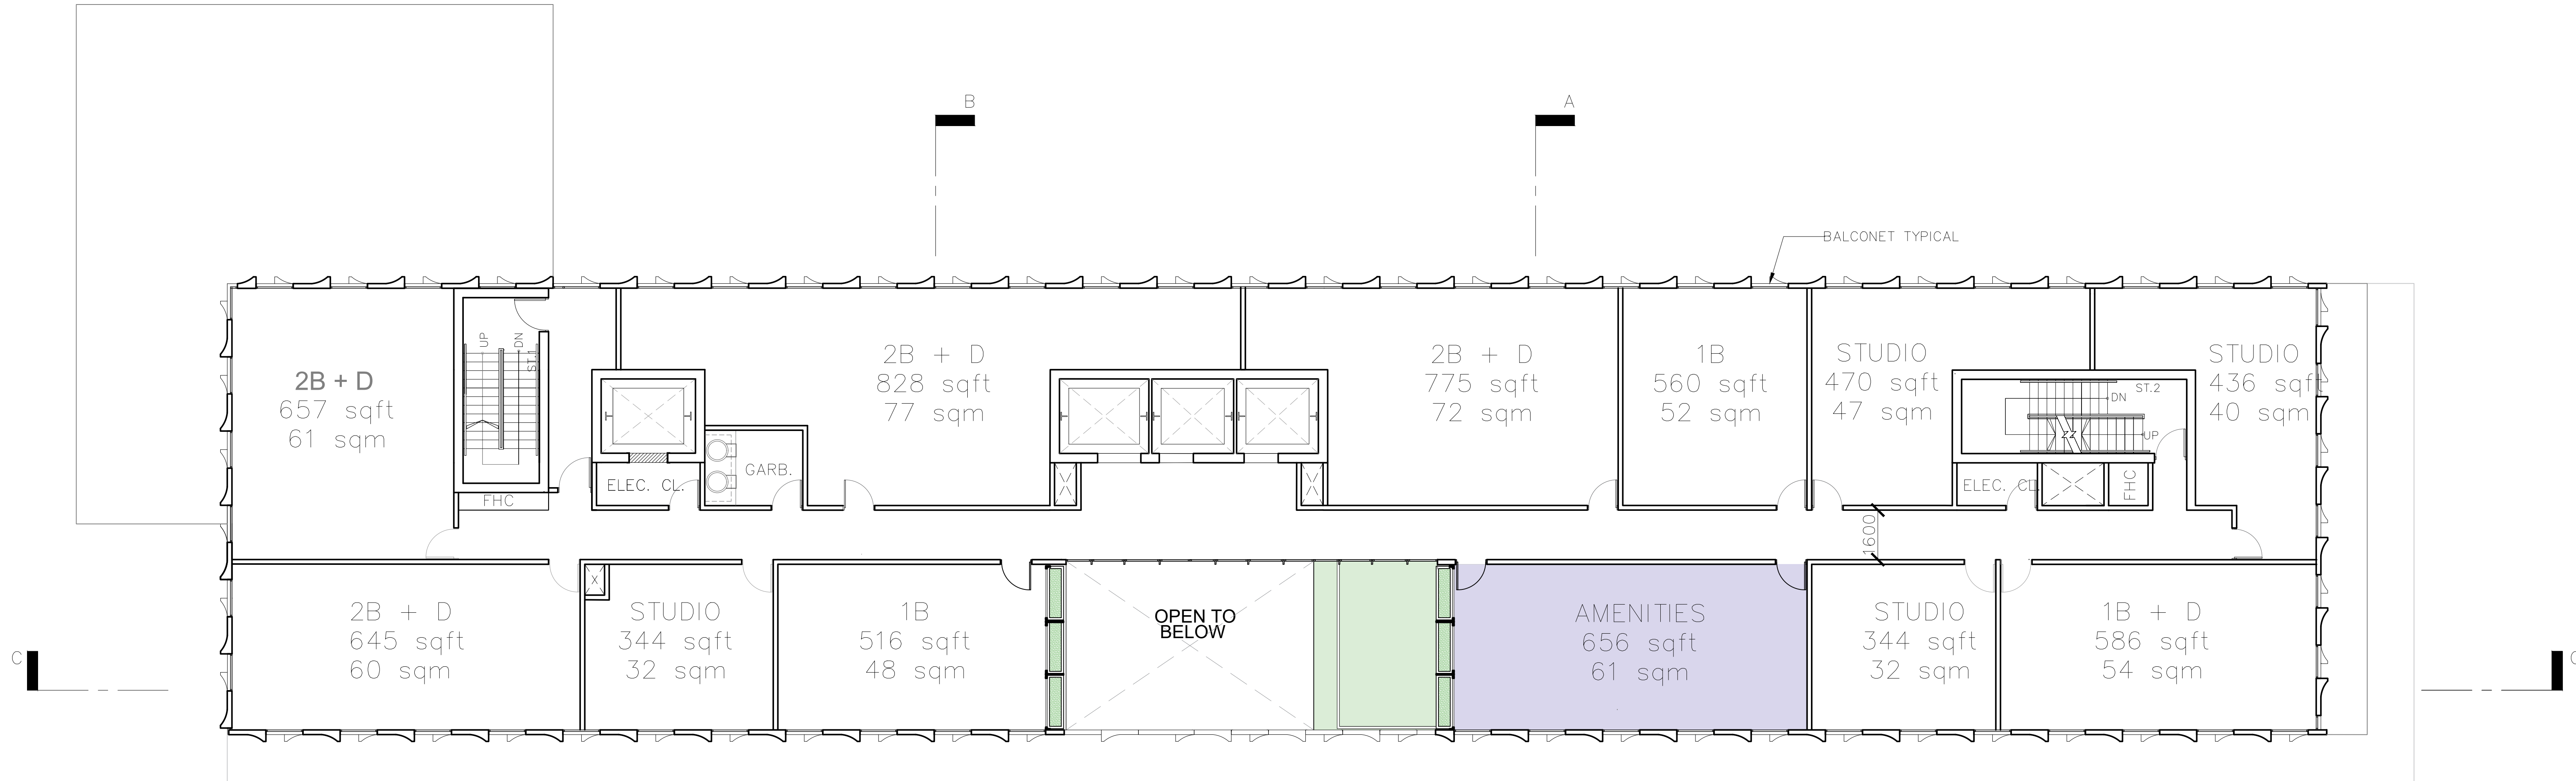 B
A
BALCONET TYPICAL
2B + D
657 sqft
61 sqm
UP
DN
ST.1
FHC
ELEC. CL.
GARB.
2B + D
828 sqft
77 sqm
2B + D
775 sqft
72 sqm
1B
560 sqft
52 sqm
STUDIO
470 sqft
47 sqm
ST.2
DN
UP
ELEC. CL.
FHC
STUDIO
436 sqft
40 sqm
1600
2B + D
645 sqft
60 sqm
X
STUDIO
344 sqft
32 sqm
1B
516 sqft
48 sqm
OPEN TO
BELOW
AMENITIES
656 sqft
61 sqm
STUDIO
344 sqft
32 sqm
1B + D
586 sqft
54 sqm
C
C